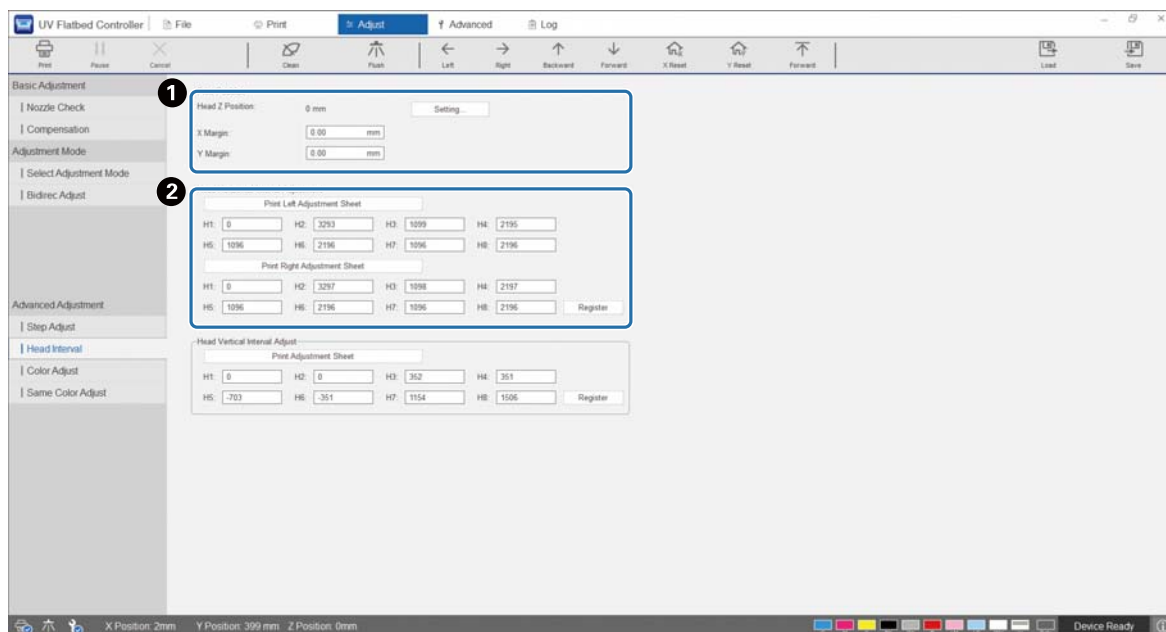 UV Flatbed Controller File Print Adjust Advanced Log
Print Pause Cancel Clean Flush Left Right Backward Forward X Reset Y Reset Forward Load Save
Basic Adjustment
Nozzle Check
Compensation
Adjustment Mode
Select Adjustment Mode
Bidirec Adjust
Advanced Adjustment
Step Adjust
Head Interval
Color Adjust
Same Color Adjust
1
Head Z Position: 0 mm Setting...
X Margin: 0.00 mm
Y Margin: 0.00 mm
2
Print Left Adjustment Sheet
H1: 0 H2: 3293 H3: 1099 H4: 2195
H5: 1096 H6: 2196 H7: 1096 H8: 2196
Print Right Adjustment Sheet
H1: 0 H2: 3297 H3: 1098 H4: 2197
H5: 1096 H6: 2196 H7: 1096 H8: 2196 Register
Head Vertical Interval Adjust
Print Adjustment Sheet
H1: 0 H2: 0 H3: 352 H4: 351
H5: -703 H6: -351 H7: 1154 H8: 1506 Register
X Position: 2mm Y Position: 399 mm Z Position: 0mm Device Ready